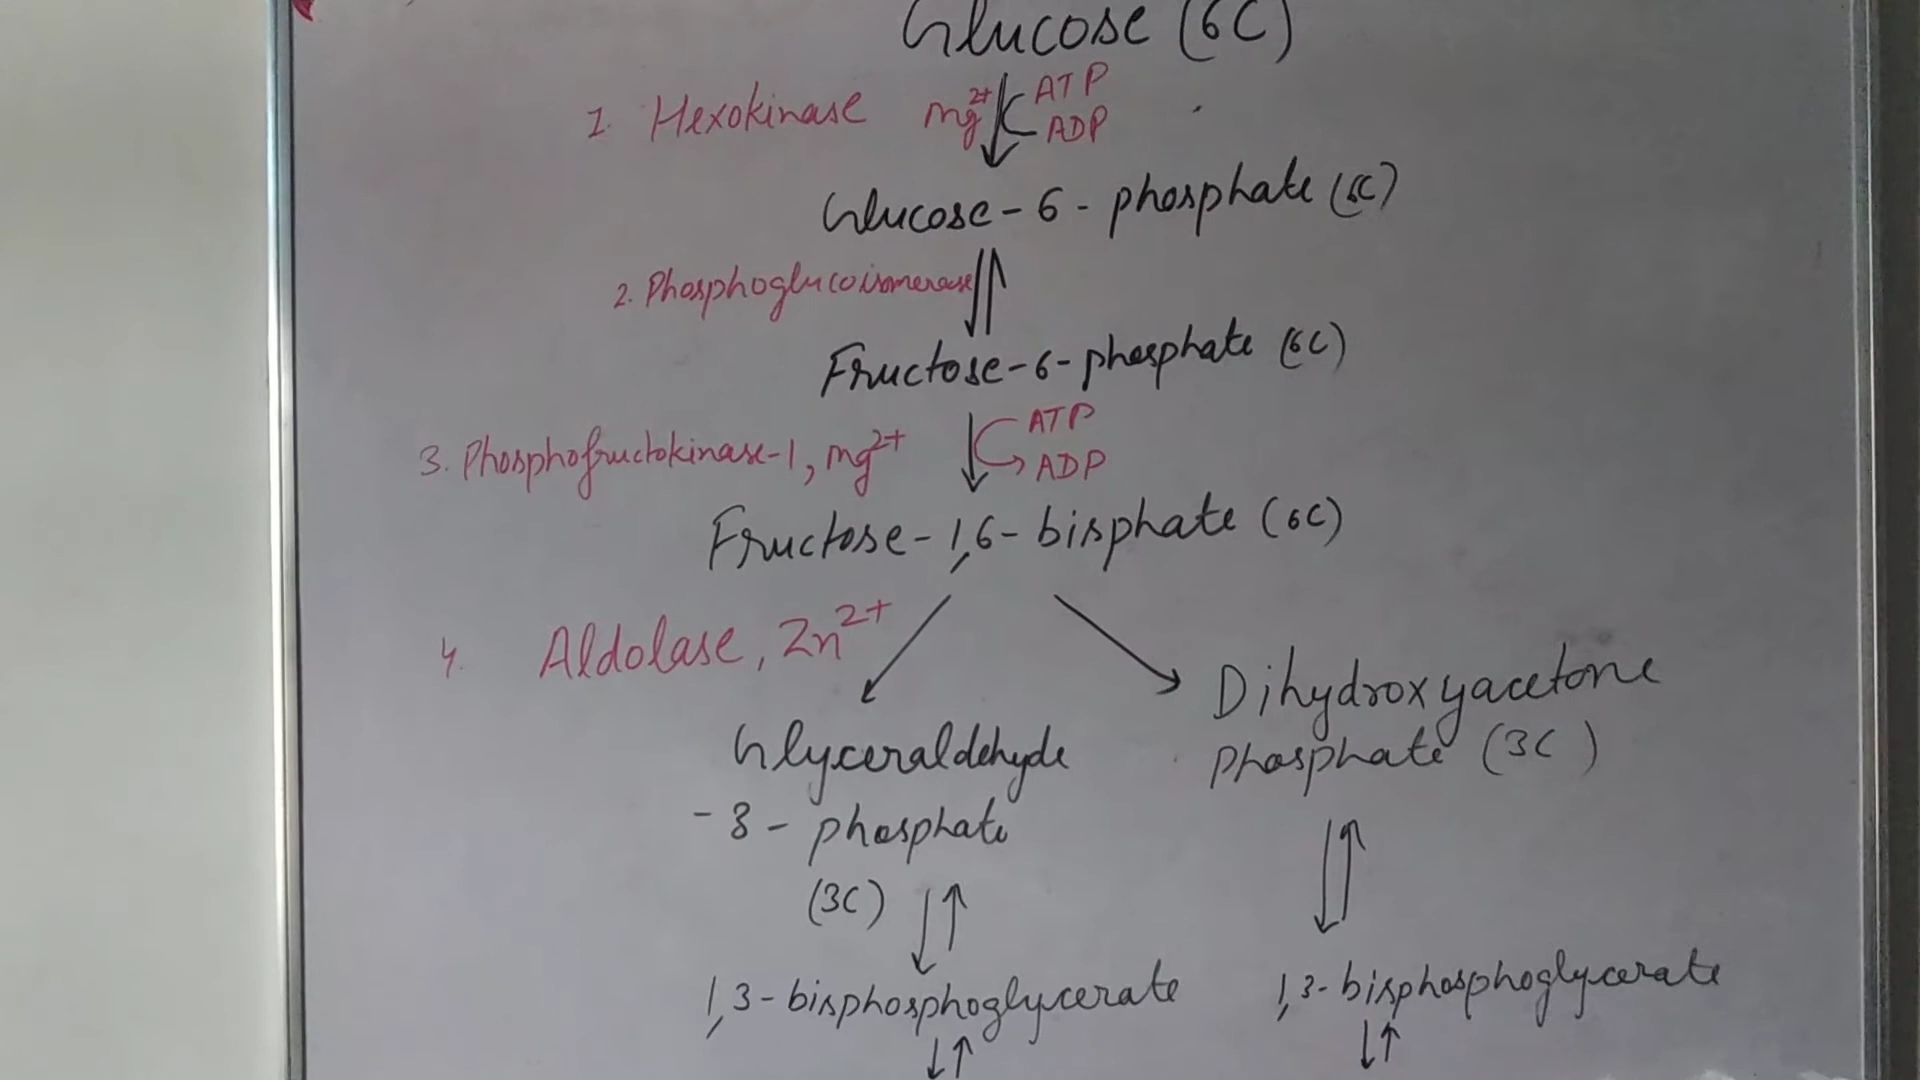 Glucose (6C)
1. Hexokinase Mg2+ ATP
ADP
Glucose-6-phosphate (6C)
2. Phosphoglucoisomerase
Fructose-6-phosphate (6C)
ATP
3. Phosphofructokinase-1, Mg2+
ADP
Fructose-1,6-bisphate (6C)
4. Aldolase, Zn2+
Dihydroxyacetone
Phosphate (3C)
Glyceraldehyde
-3-phosphate
(3C)
1,3-bisphosphoglycerate 1,3-bisphosphoglycerate